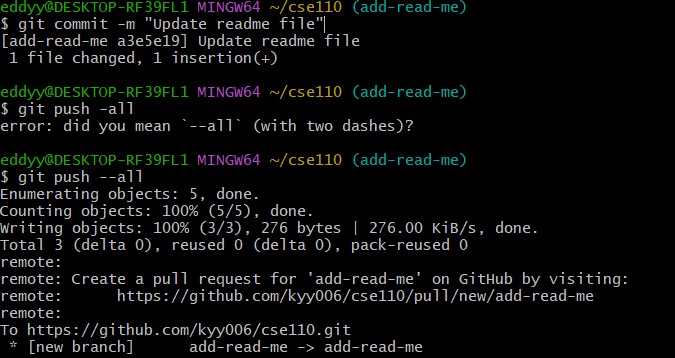 eddyy@DESKTOP-RF39FL1 MINGW64 ~/cse110 (add-read-me)
$ git commit -m "Update readme file"
[add-read-me a3e5e19] Update readme file
 1 file changed, 1 insertion(+)

eddyy@DESKTOP-RF39FL1 MINGW64 ~/cse110 (add-read-me)
$ git push -all
error: did you mean `--all` (with two dashes)?

eddyy@DESKTOP-RF39FL1 MINGW64 ~/cse110 (add-read-me)
$ git push --all
Enumerating objects: 5, done.
Counting objects: 100% (5/5), done.
Writing objects: 100% (3/3), 276 bytes | 276.00 KiB/s, done.
Total 3 (delta 0), reused 0 (delta 0), pack-reused 0
remote:
remote: Create a pull request for 'add-read-me' on GitHub by visiting:
remote:      https://github.com/kyy006/cse110/pull/new/add-read-me
remote:
To https://github.com/kyy006/cse110.git
 * [new branch]      add-read-me -> add-read-me